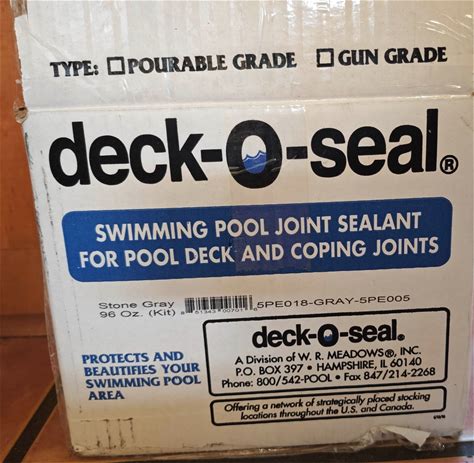 TYPE: ☐ POURABLE GRADE ☐ GUN GRADE
deck-O-seal®
SWIMMING POOL JOINT SEALANT
FOR POOL DECK AND COPING JOINTS
Stone Gray 5PE018-GRAY-5PE005
96 Oz. (Kit)
PROTECTS AND
BEAUTIFIES YOUR
SWIMMING POOL
AREA
deck-O-seal®
A Division of W. R. MEADOWS®, INC.
P.O. BOX 397 • HAMPSHIRE, IL 60140
Phone: 800/542-POOL • Fax 847/214-2268
Offering a network of strategically placed stocking
locations throughout the U.S. and Canada.